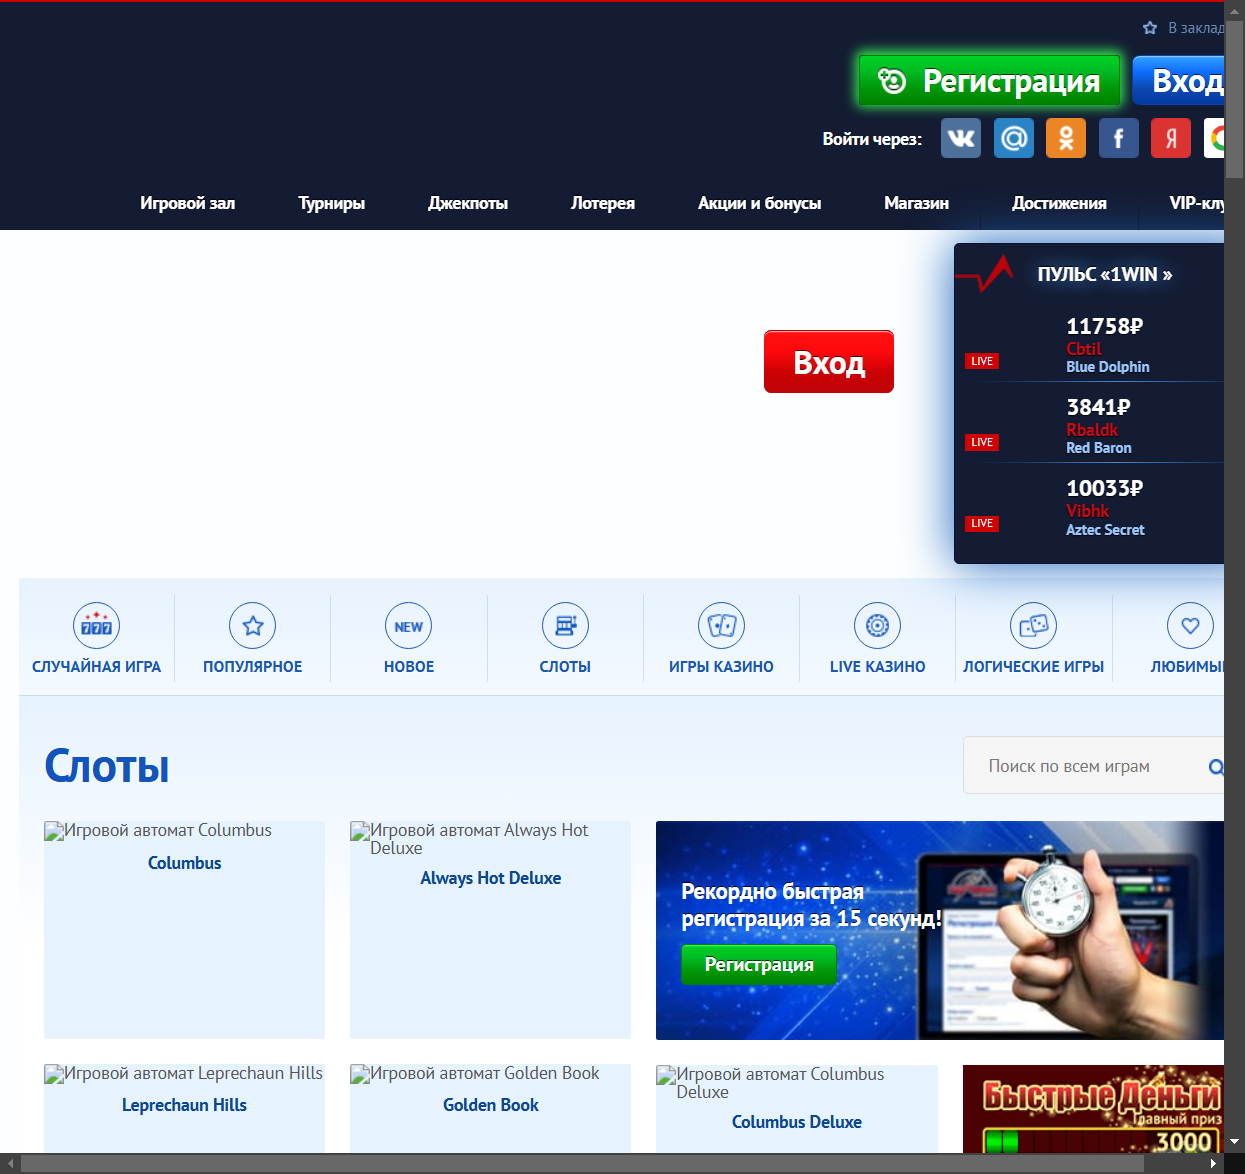 В заклад
Регистрация
Вход
Войти через:
Игровой зал
Турниры
Джекпоты
Лотерея
Акции и бонусы
Магазин
Достижения
VIP-клу
ПУЛЬС «1WIN »
11758₽
Cbtil
LIVE
Blue Dolphin
Вход
3841₽
Rbaldk
LIVE
Red Baron
10033₽
Vibhk
LIVE
Aztec Secret
777
NEW
СЛУЧАЙНАЯ ИГРА
ПОПУЛЯРНОЕ
НОВОЕ
СЛОТЫ
ИГРЫ КАЗИНО
LIVE КАЗИНО
ЛОГИЧЕСКИЕ ИГРЫ
ЛЮБИМЫ
Слоты
Поиск по всем играм
Игровой автомат Columbus
Columbus
Игровой автомат Always Hot
Deluxe
Always Hot Deluxe
Рекордно быстрая
регистрация за 15 секунд!
Регистрация
Игровой автомат Leprechaun Hills
Leprechaun Hills
Игровой автомат Golden Book
Golden Book
Игровой автомат Columbus
Deluxe
Columbus Deluxe
Быстрые Деньги
Главный приз
3000